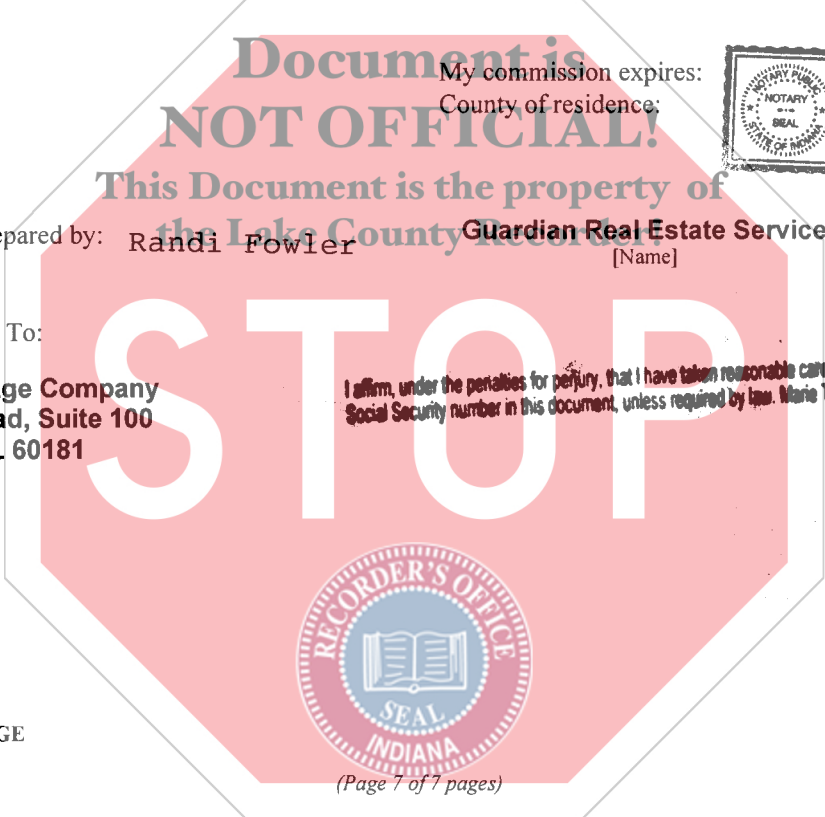 Document is
My commission expires:
NOT OFFICIAL!
County of residence:
NOTARY PUBLIC
NOTARY
SEAL
STATE OF INDIANA
This Document is the property of
the Lake County Recorder!
epared by: Randi Fowler
Guardian Real Estate Service
[Name]
To:
ge Company
ad, Suite 100
60181
I affirm, under the penalties for perjury, that I have taken reasonable care
Social Security number in this document, unless required by law. Marie
STOP
RECORDER'S OFFICE
SEAL
INDIANA
GE
(Page 7 of 7 pages)